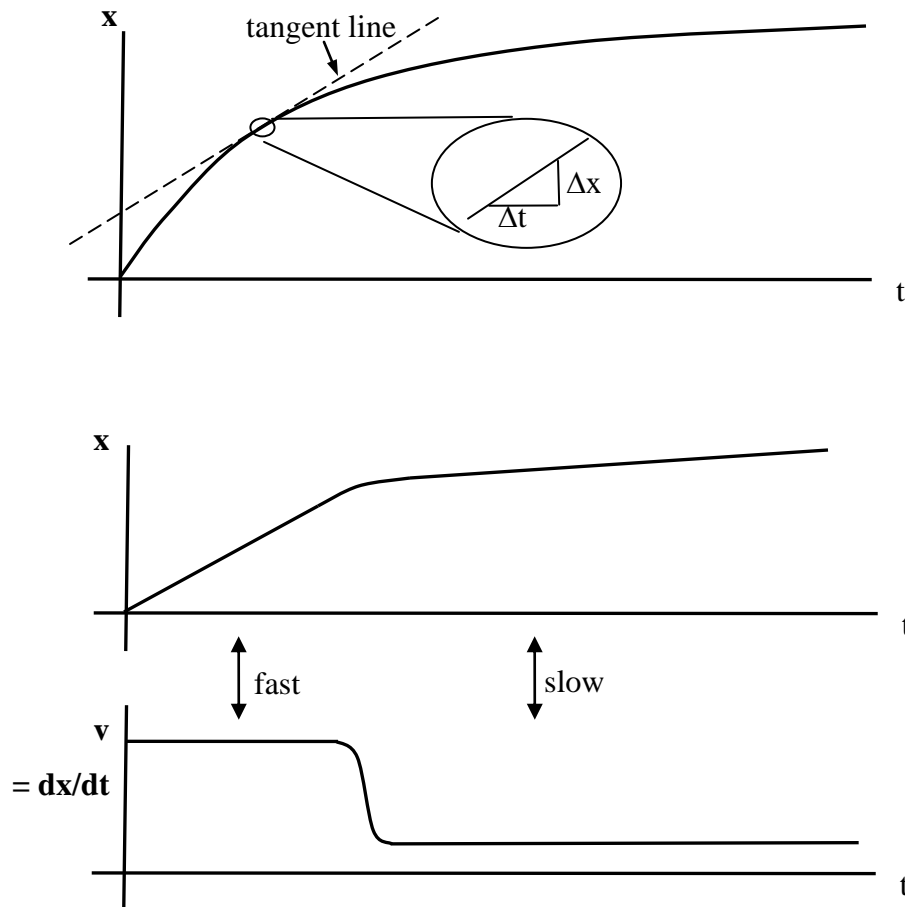 x
tangent line
Δx
Δt
t
x
t
fast
slow
v
= dx/dt
t